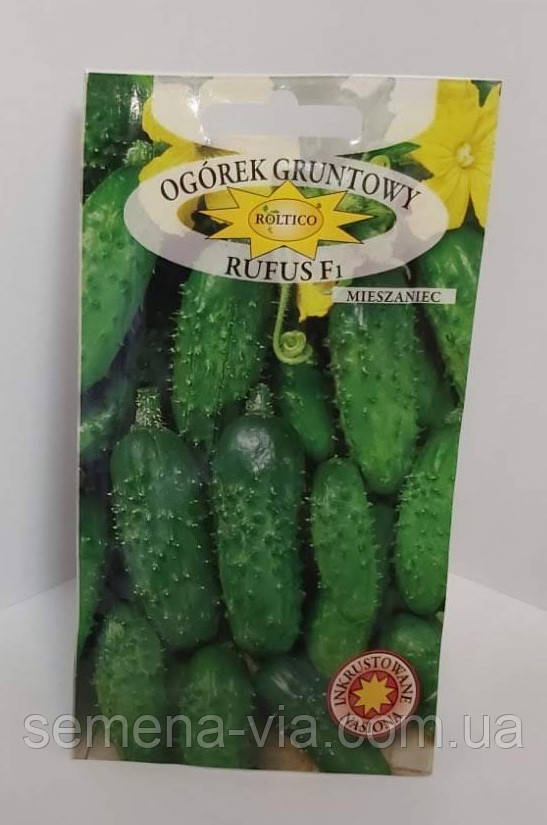 OGÓREK GRUNTOWY
ROLTICO
RUFUS F1
MIESZANIEC
INKRUSTOWANE
NASIONA
semena-via.com.ua